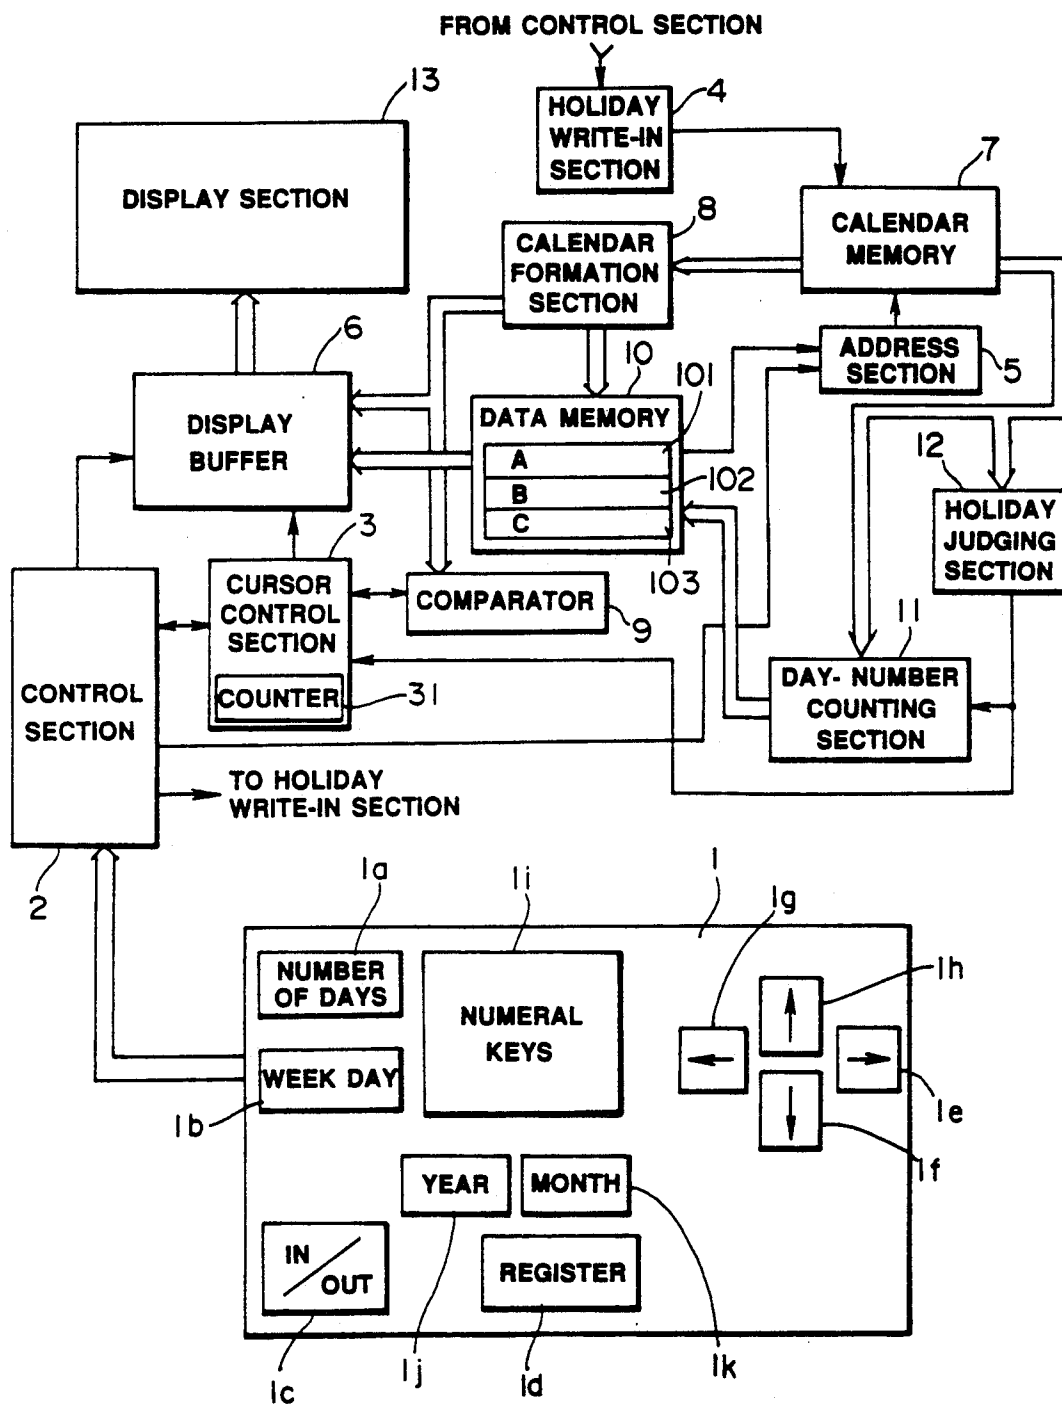 FROM CONTROL SECTION
13
4
HOLIDAY
WRITE-IN
SECTION
7
DISPLAY SECTION
8
CALENDAR
MEMORY
CALENDAR
FORMATION
SECTION
6
10
101
ADDRESS
SECTION
5
DISPLAY
BUFFER
DATA MEMORY
A
B
C
102
103
12
HOLIDAY
JUDGING
SECTION
3
CURSOR
CONTROL
SECTION
COUNTER
31
COMPARATOR
9
11
DAY- NUMBER
COUNTING
SECTION
CONTROL
SECTION
TO HOLIDAY
WRITE-IN SECTION
2
1a
1i
1
1g
NUMBER
OF DAYS
NUMERAL
KEYS
1h
WEEK DAY
1b
1e
1f
YEAR
MONTH
IN
OUT
REGISTER
1c
1j
1d
1k